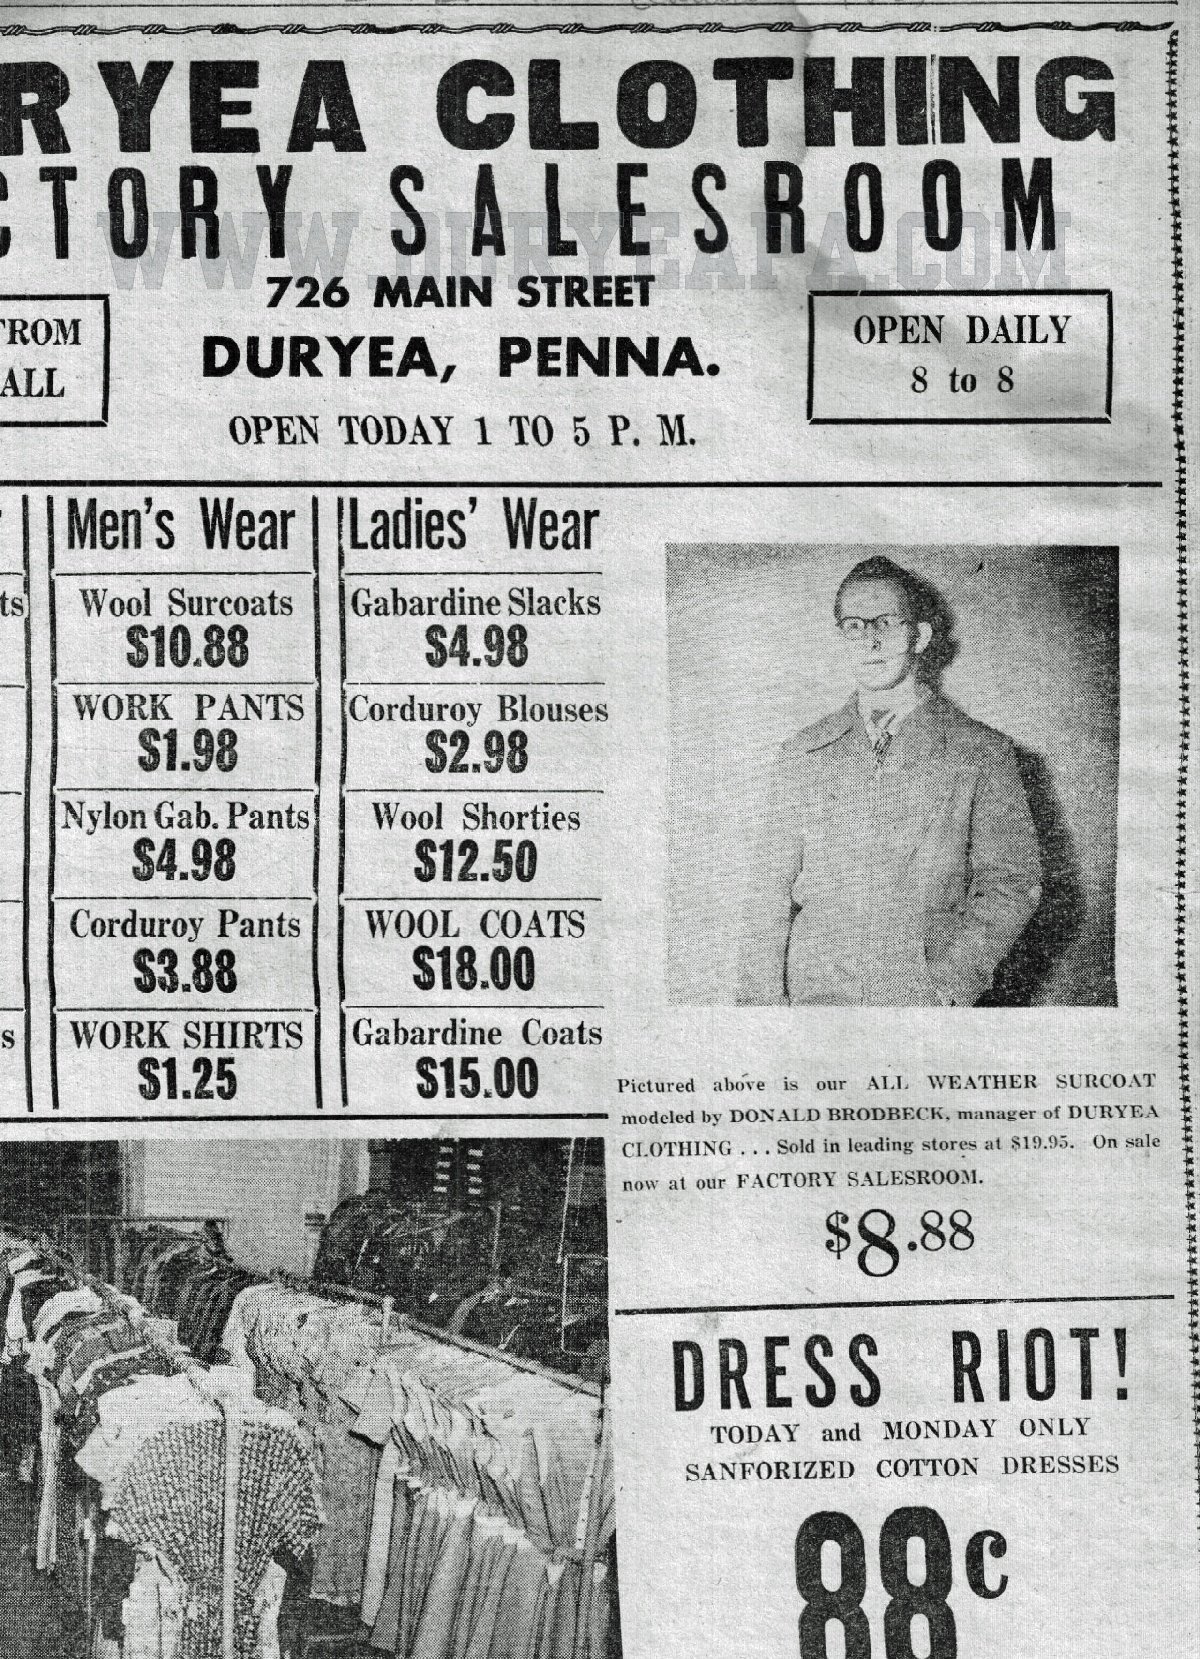 RYEA CLOTHING
CTORY SALESROOM
WWW.DURYEAPA.COM
726 MAIN STREET
DURYEA, PENNA.
OPEN TODAY 1 TO 5 P. M.
FROM
ALL
OPEN DAILY
8 to 8
ts
s
Men's Wear
Wool Surcoats
$10.88
WORK PANTS
$1.98
Nylon Gab. Pants
$4.98
Corduroy Pants
$3.88
WORK SHIRTS
$1.25
Ladies' Wear
Gabardine Slacks
$4.98
Corduroy Blouses
$2.98
Wool Shorties
$12.50
WOOL COATS
$18.00
Gabardine Coats
$15.00
Pictured above is our ALL WEATHER SURCOAT
modeled by DONALD BRODBECK, manager of DURYEA
CLOTHING . . . Sold in leading stores at $19.95. On sale
now at our FACTORY SALESROOM.
$8.88
DRESS RIOT!
TODAY and MONDAY ONLY
SANFORIZED COTTON DRESSES
88c